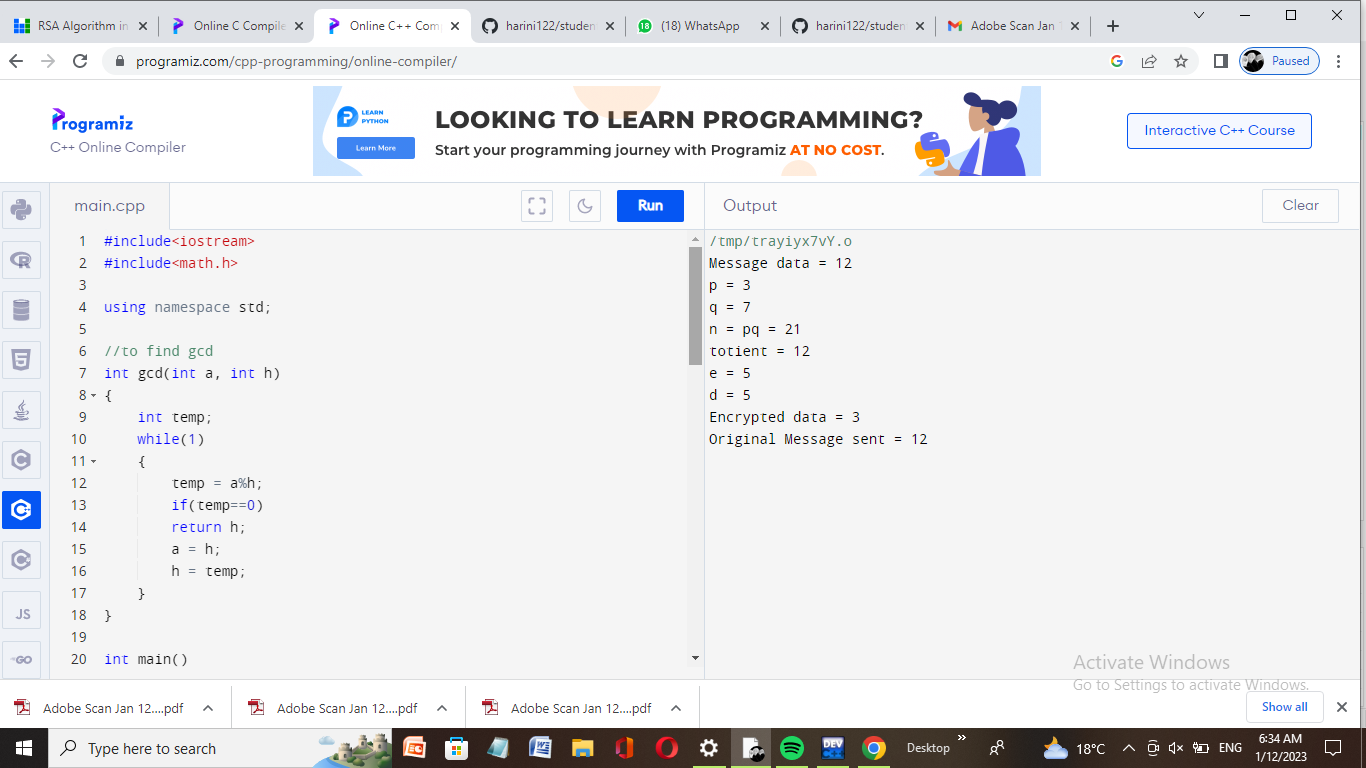 RSA Algorithm in
Online C Compile
Online C++ Com
harini122/studen
(18) WhatsApp
harini122/studen
Adobe Scan Jan 1
programiz.com/cpp-programming/online-compiler/
Paused
Programiz
C++ Online Compiler
LEARN
PYTHON
Learn More
LOOKING TO LEARN PROGRAMMING?
Start your programming journey with Programiz AT NO COST.
Interactive C++ Course
main.cpp
Run
Output
Clear
1 #include<iostream>
2 #include<math.h>
3
4 using namespace std;
5
6 //to find gcd
7 int gcd(int a, int h)
8 {
9 int temp;
10 while(1)
11 {
12 temp = a%h;
13 if(temp==0)
14 return h;
15 a = h;
16 h = temp;
17 }
18 }
19
20 int main()
/tmp/trayiyx7vY.o
Message data = 12
p = 3
q = 7
n = pq = 21
totient = 12
e = 5
d = 5
Encrypted data = 3
Original Message sent = 12
JS
GO
Activate Windows
Go to Settings to activate Windows.
Adobe Scan Jan 12....pdf
Adobe Scan Jan 12....pdf
Adobe Scan Jan 12....pdf
Show all
Type here to search
DEV
Desktop
18°C
ENG
6:34 AM
1/12/2023